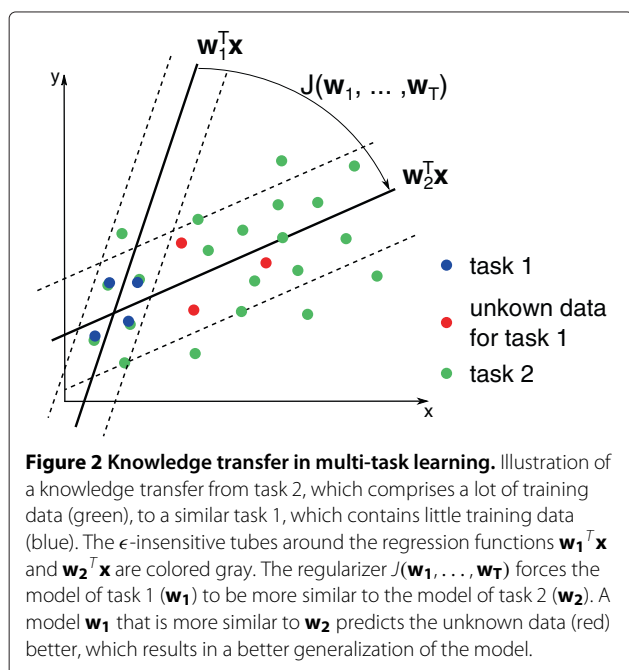 w₁ᵀx
y
J(w₁, ... ,w_T)
w₂ᵀx
task 1
unkown data
for task 1
task 2
x
Figure 2 Knowledge transfer in multi-task learning. Illustration of
a knowledge transfer from task 2, which comprises a lot of training
data (green), to a similar task 1, which contains little training data
(blue). The ϵ-insensitive tubes around the regression functions w₁ᵀx
and w₂ᵀx are colored gray. The regularizer J(w₁, . . . , w_T) forces the
model of task 1 (w₁) to be more similar to the model of task 2 (w₂). A
model w₁ that is more similar to w₂ predicts the unknown data (red)
better, which results in a better generalization of the model.